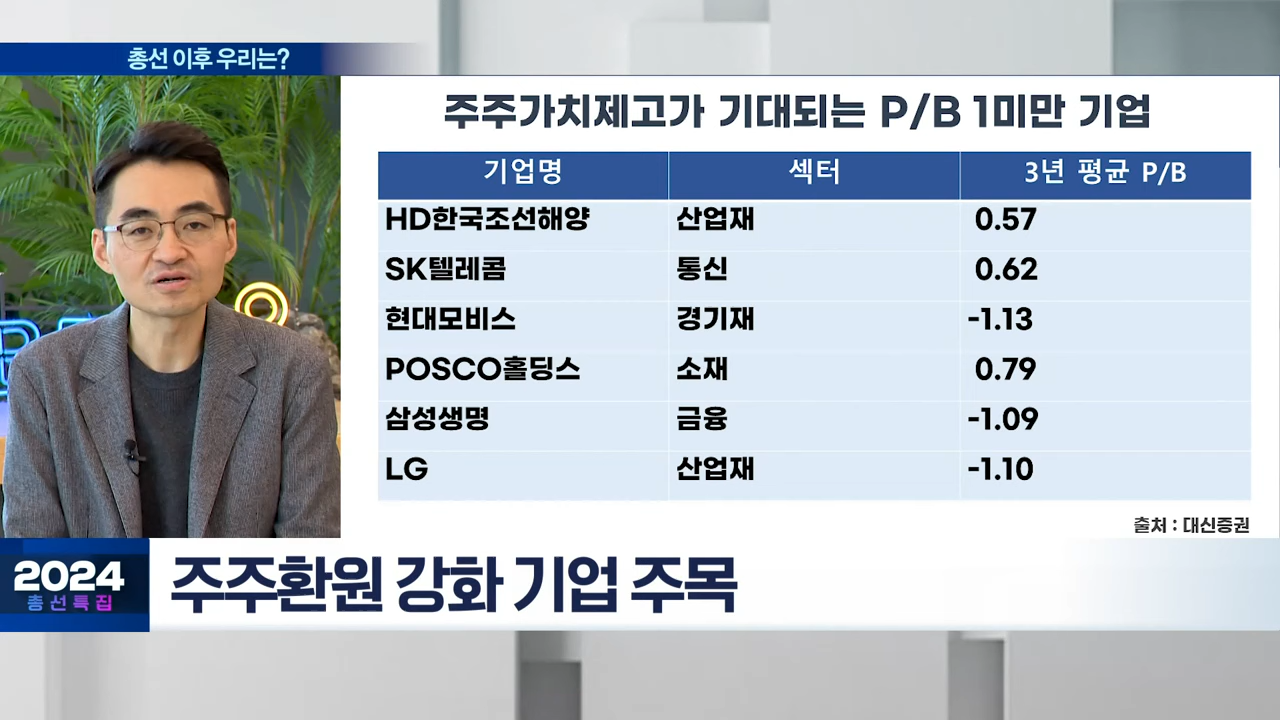 총선 이후 우리는?
주주가치제고가 기대되는 P/B 1미만 기업
기업명 섹터 3년 평균 P/B
HD한국조선해양 산업재 0.57
SK텔레콤 통신 0.62
현대모비스 경기재 -1.13
POSCO홀딩스 소재 0.79
삼성생명 금융 -1.09
LG 산업재 -1.10
출처 : 대신증권
2024
총선특집
주주환원 강화 기업 주목